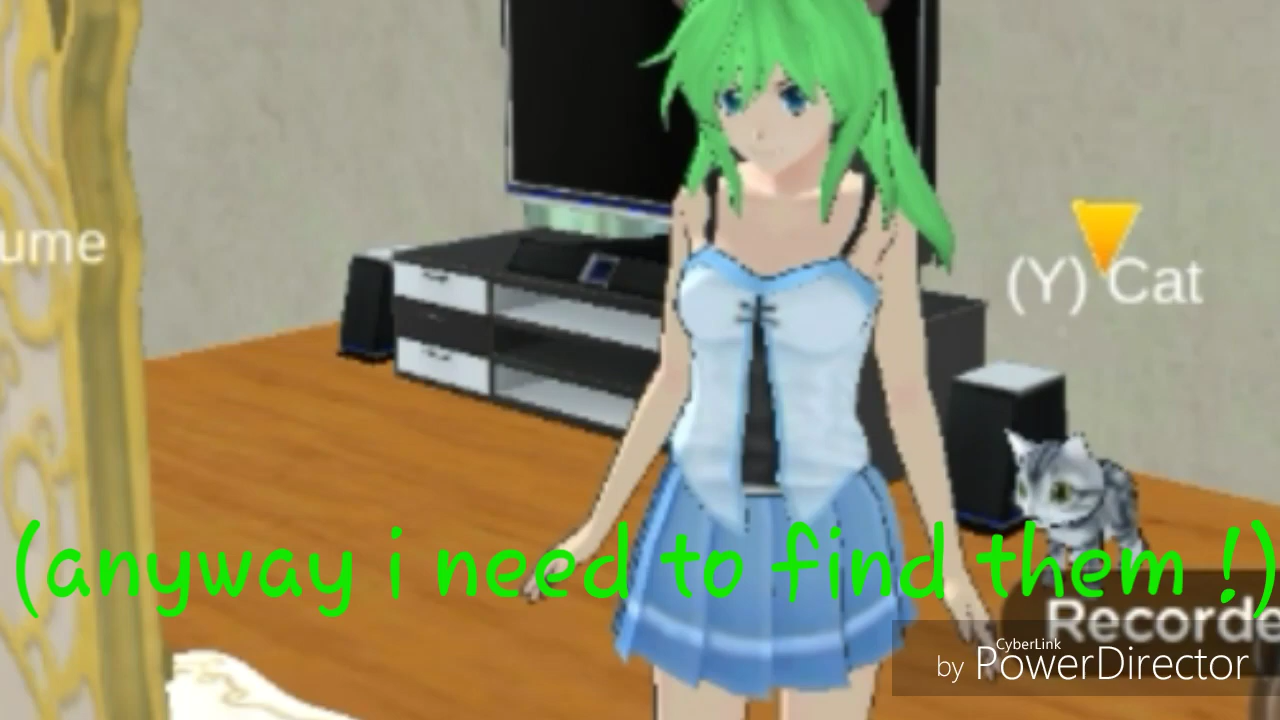 ume
(Y) Cat
(anyway i need to find them !)
Recorde
CyberLink
by PowerDirector